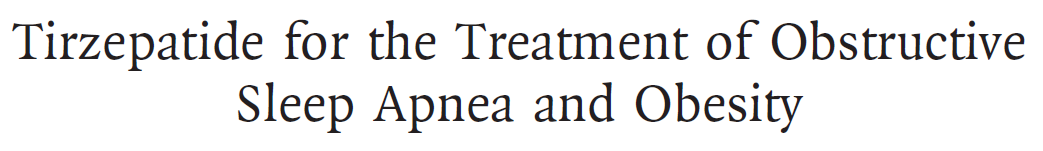 Tirzepatide for the Treatment of Obstructive
Sleep Apnea and Obesity